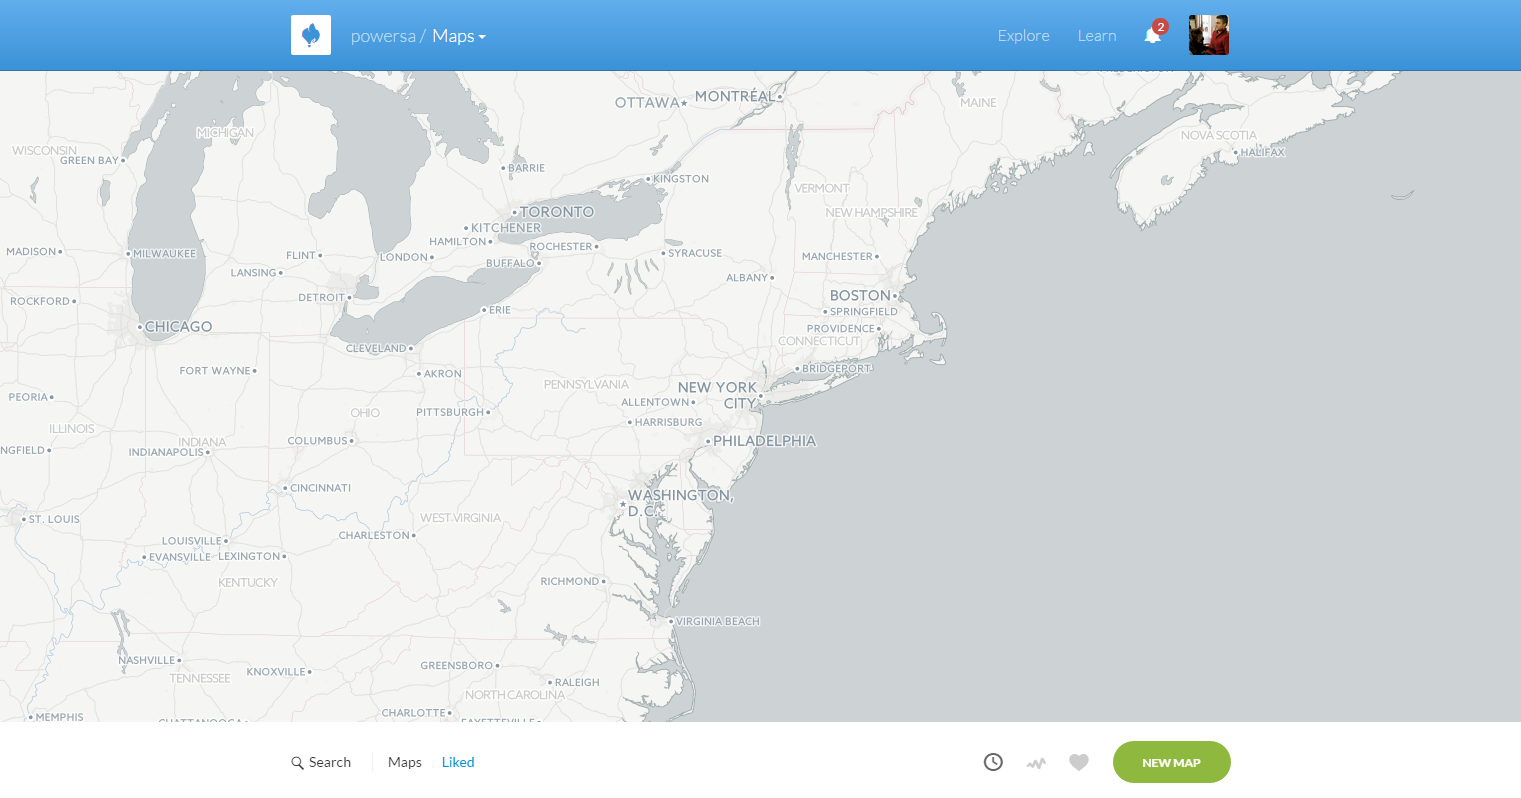 powersa / Maps
Explore
Learn
2
OTTAWA
MONTRÉAL
MAINE
MICHIGAN
WISCONSIN
GREEN BAY
NOVA SCOTIA
HALIFAX
BARRIE
KINGSTON
VERMONT
TORONTO
NEW HAMPSHIRE
KITCHENER
HAMILTON
ROCHESTER
MADISON
MILWAUKEE
FLINT
LONDON
BUFFALO
SYRACUSE
MANCHESTER
LANSING
ALBANY
ROCKFORD
DETROIT
BOSTON
ERIE
SPRINGFIELD
CHICAGO
PROVIDENCE
CONNECTICUT
CLEVELAND
FORT WAYNE
AKRON
BRIDGEPORT
PENNSYLVANIA
NEW YORK
CITY
PEORIA
ALLENTOWN
OHIO
PITTSBURGH
HARRISBURG
ILLINOIS
INDIANA
COLUMBUS
PHILADELPHIA
NGFIELD
INDIANAPOLIS
CINCINNATI
WASHINGTON,
D.C.
ST. LOUIS
WEST VIRGINIA
CHARLESTON
LOUISVILLE
EVANSVILLE
LEXINGTON
KENTUCKY
RICHMOND
VIRGINIA BEACH
NASHVILLE
KNOXVILLE
GREENSBORO
TENNESSEE
RALEIGH
NORTH CAROLINA
MEMPHIS
CHATTANOOGA
CHARLOTTE
FAYETTEVILLE
Search
Maps
Liked
NEW MAP